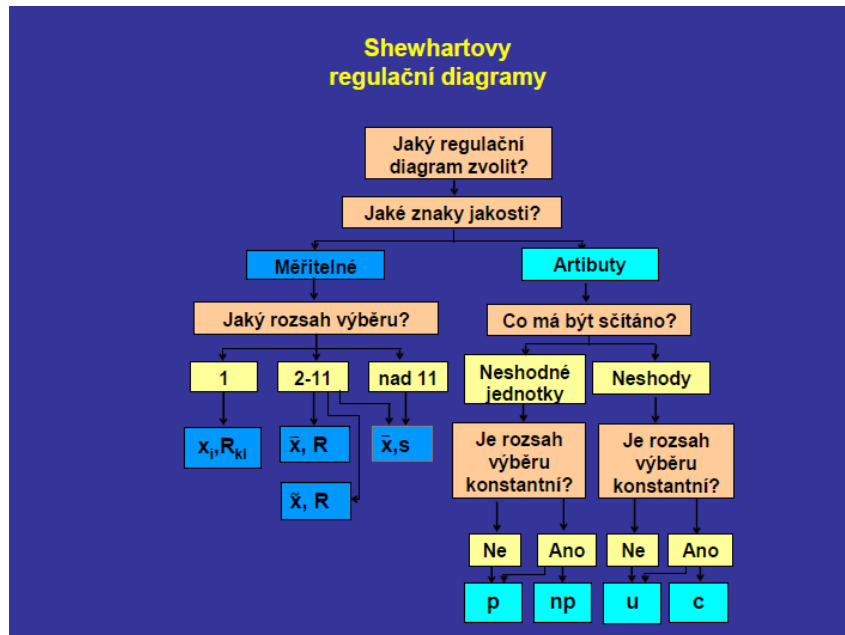 Shewhartovy
regulační diagramy
Jaký regulační
diagram zvolit?
Jaké znaky jakosti?
Měřitelné
Artibuty
Jaký rozsah výběru?
Co má být sčítáno?
1
2-11
nad 11
Neshodné
jednotky
Neshody
xᵢ,Rₖₗ
x̄, R
x̄,s
x̃, R
Je rozsah
výběru
konstantní?
Je rozsah
výběru
konstantní?
Ne
Ano
Ne
Ano
p
np
u
c